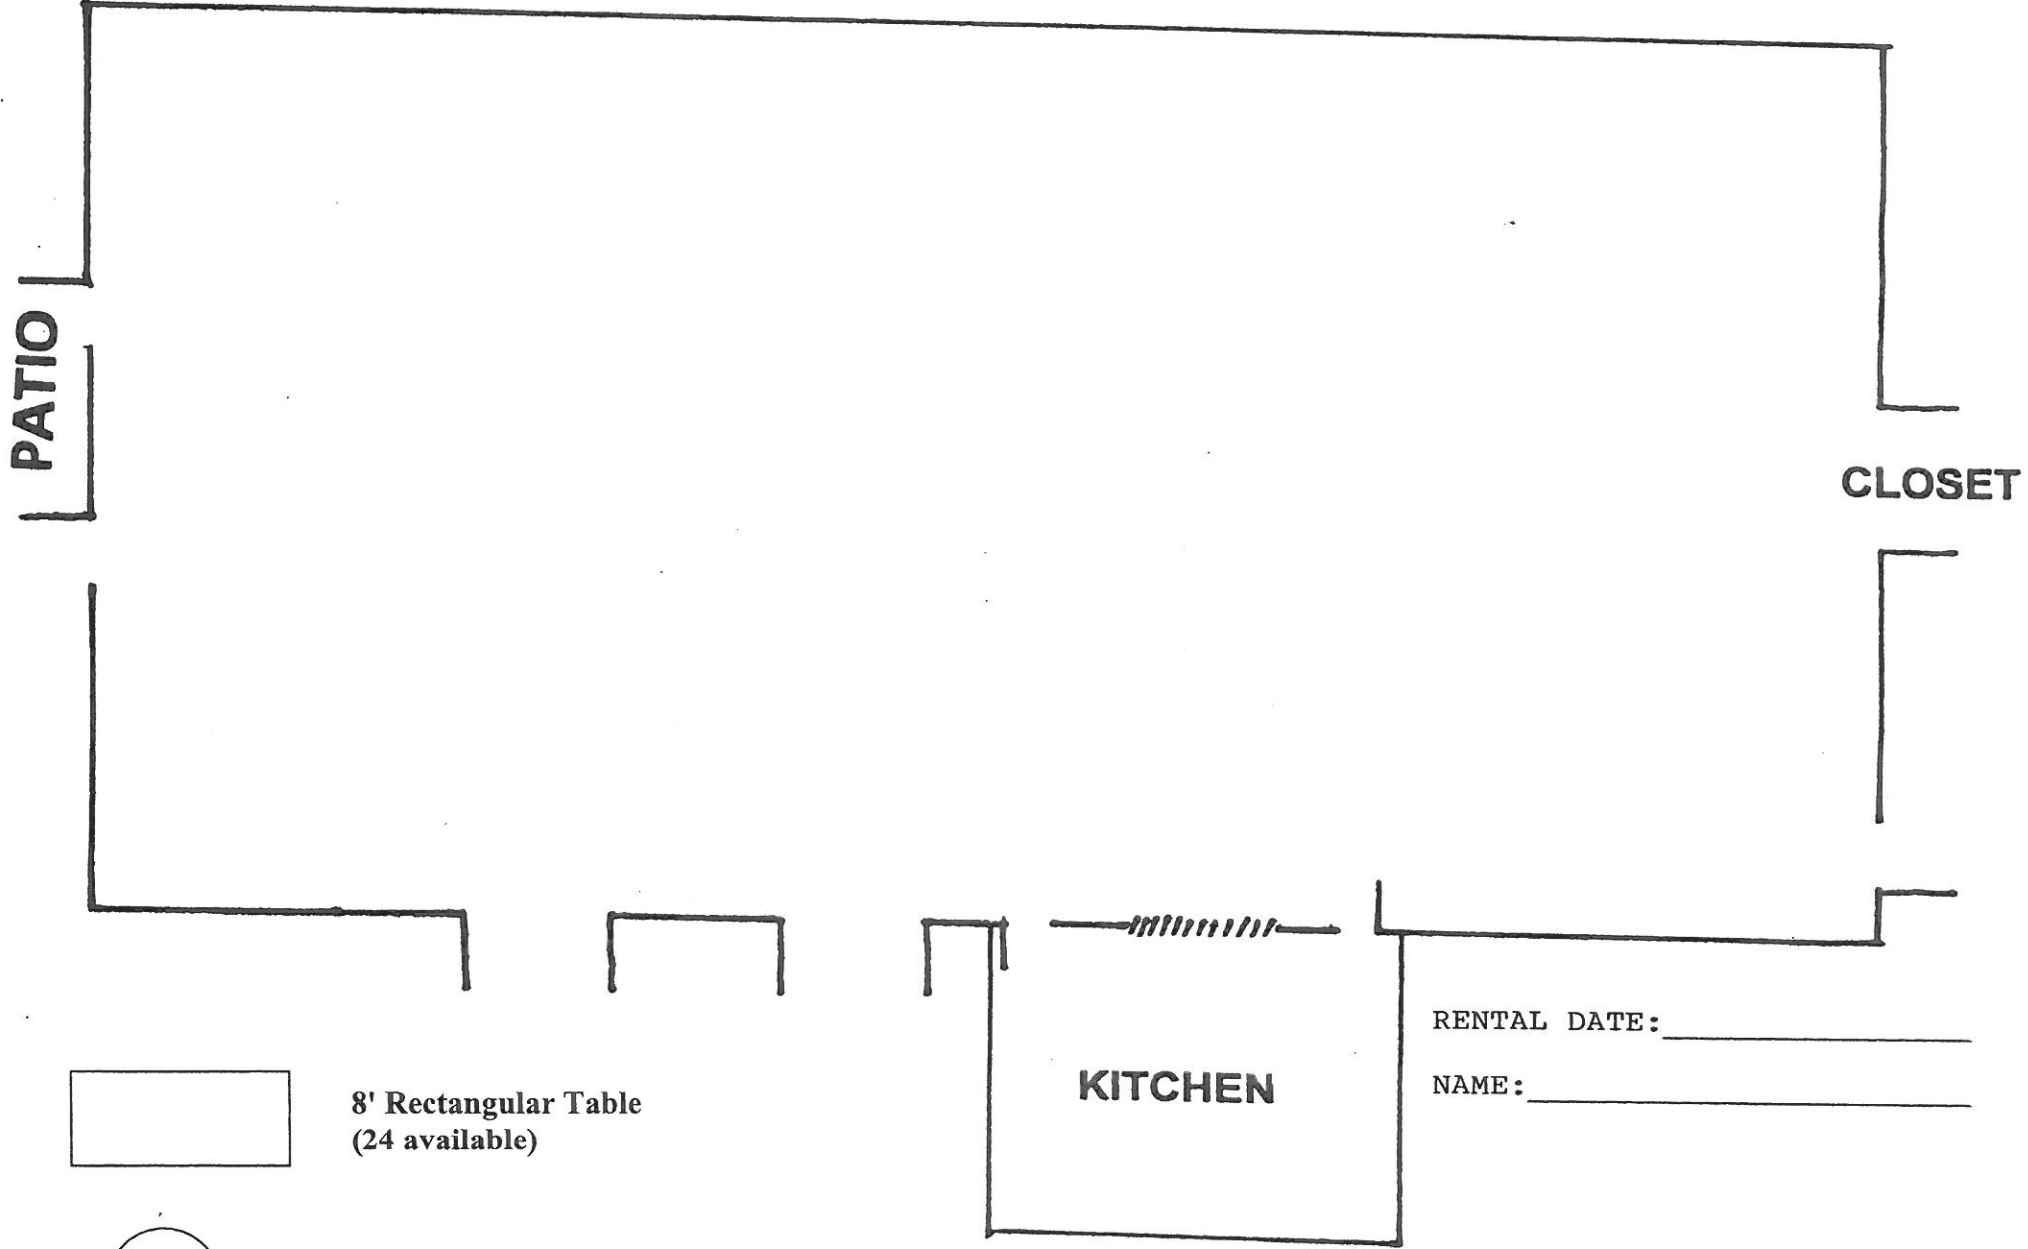 PATIO
CLOSET
RENTAL DATE:
KITCHEN
NAME:
8' Rectangular Table
(24 available)